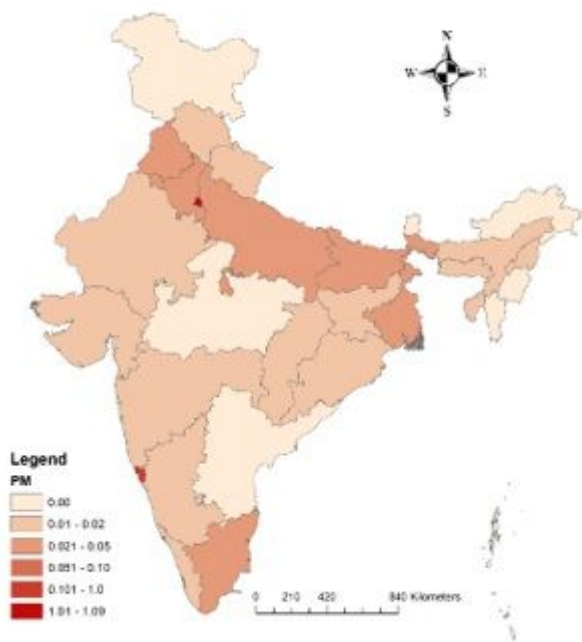 N
W E
S
Legend
PM
0.00
0.01 - 0.02
0.021 - 0.05
0.051 - 0.10
0.101 - 1.0
1.01 - 1.09
0 210 420 840 Kilometers